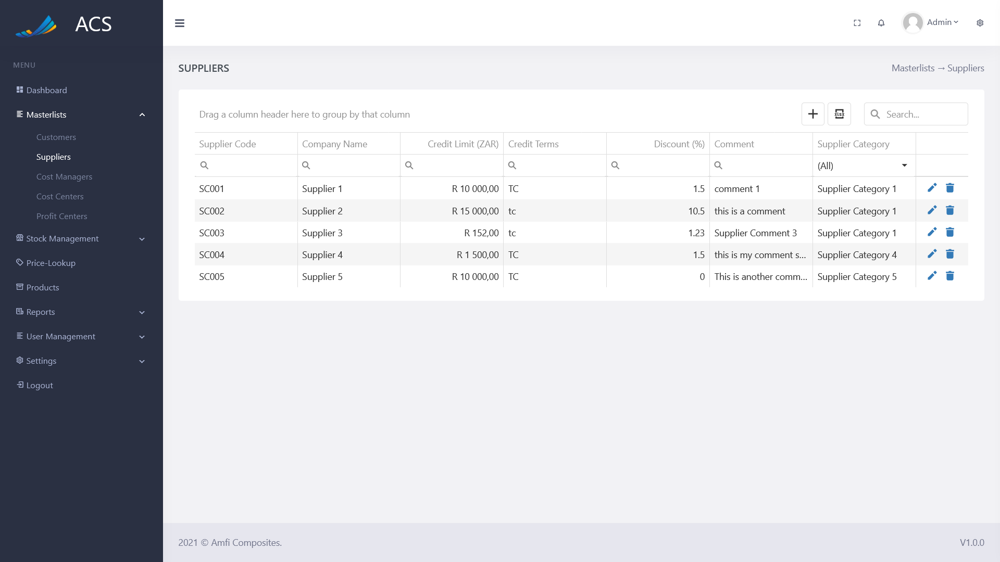 ACS
Admin
MENU
Dashboard
Masterlists
Customers
Suppliers
Cost Managers
Cost Centers
Profit Centers
Stock Management
Price-Lookup
Products
Reports
User Management
Settings
Logout
SUPPLIERS
Masterlists → Suppliers
Drag a column header here to group by that column
xlsx
Search...
Supplier Code Company Name Credit Limit (ZAR) Credit Terms Discount (%) Comment Supplier Category
(All)
SC001 Supplier 1 R 10 000,00 TC 1.5 comment 1 Supplier Category 1
SC002 Supplier 2 R 15 000,00 tc 10.5 this is a comment Supplier Category 1
SC003 Supplier 3 R 152,00 tc 1.23 Supplier Comment 3 Supplier Category 1
SC004 Supplier 4 R 1 500,00 TC 1.5 this is my comment s... Supplier Category 4
SC005 Supplier 5 R 10 000,00 TC 0 This is another comm... Supplier Category 5
2021 © Amfi Composites.
V1.0.0